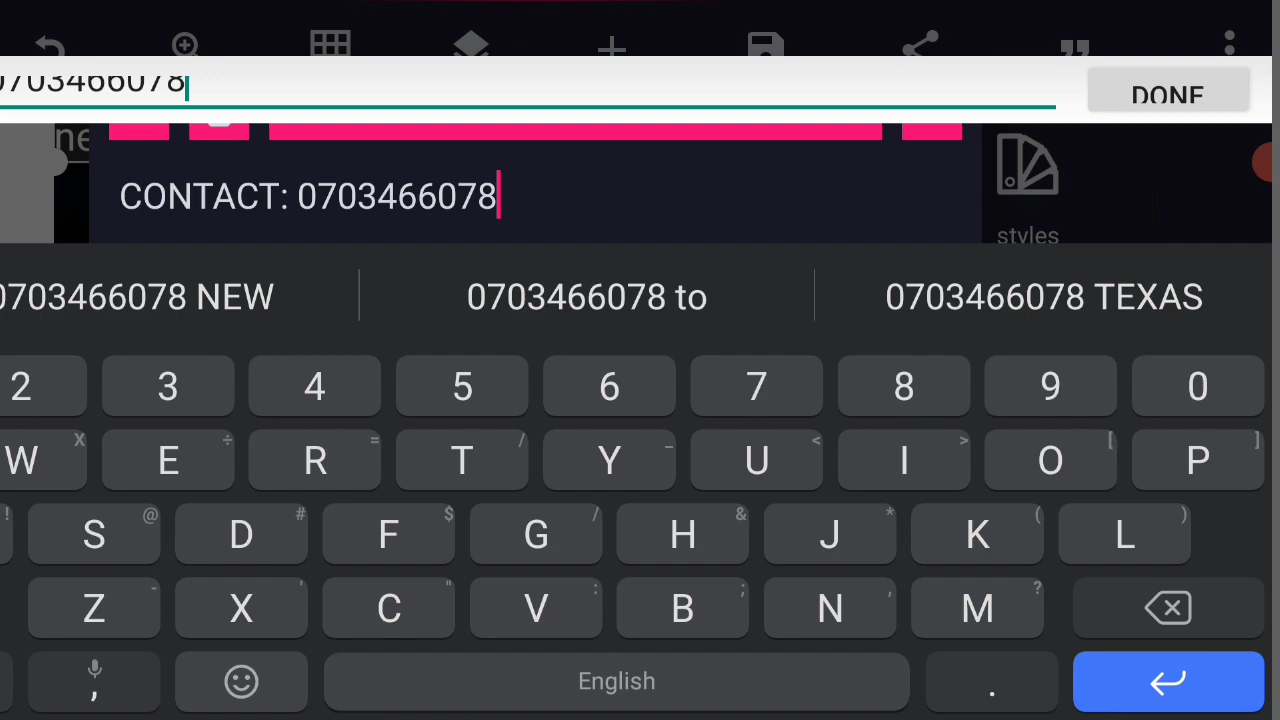 0703466078
DONE
ne
CONTACT: 0703466078
styles
0703466078 NEW
0703466078 to
0703466078 TEXAS
2 3 4 5 6 7 8 9 0
W X E ÷ R = T / Y _ U < I > O [ P ]
! S @ D # F $ G / H & J * K ( L )
Z - X ' C " V : B ; N , M ?
, English .